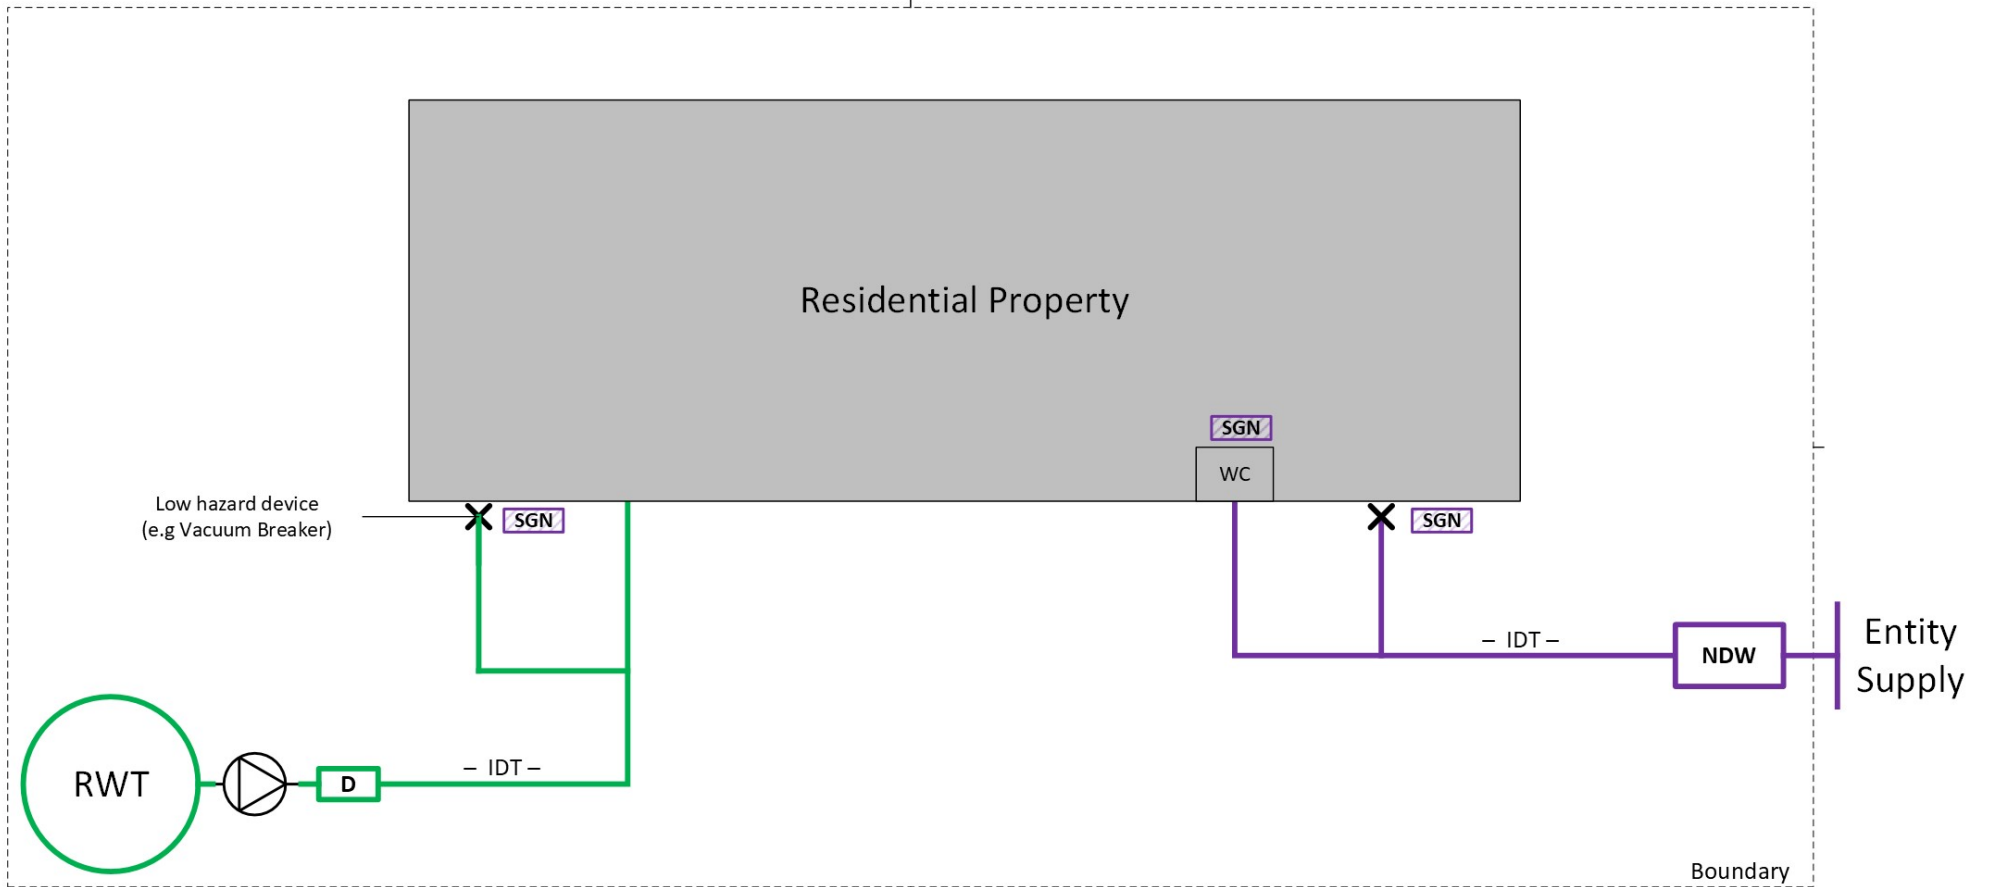 Residential Property
SGN
WC
Low hazard device
(e.g Vacuum Breaker)
SGN
SGN
– IDT –
NDW
Entity
Supply
RWT
D
– IDT –
Boundary